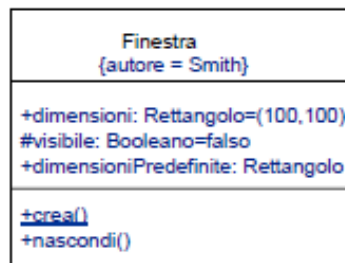 Finestra
{autore = Smith}
+dimensioni: Rettangolo=(100,100)
#visibile: Booleano=falso
+dimensioniPredefinite: Rettangolo
+crea()
+nascondi()